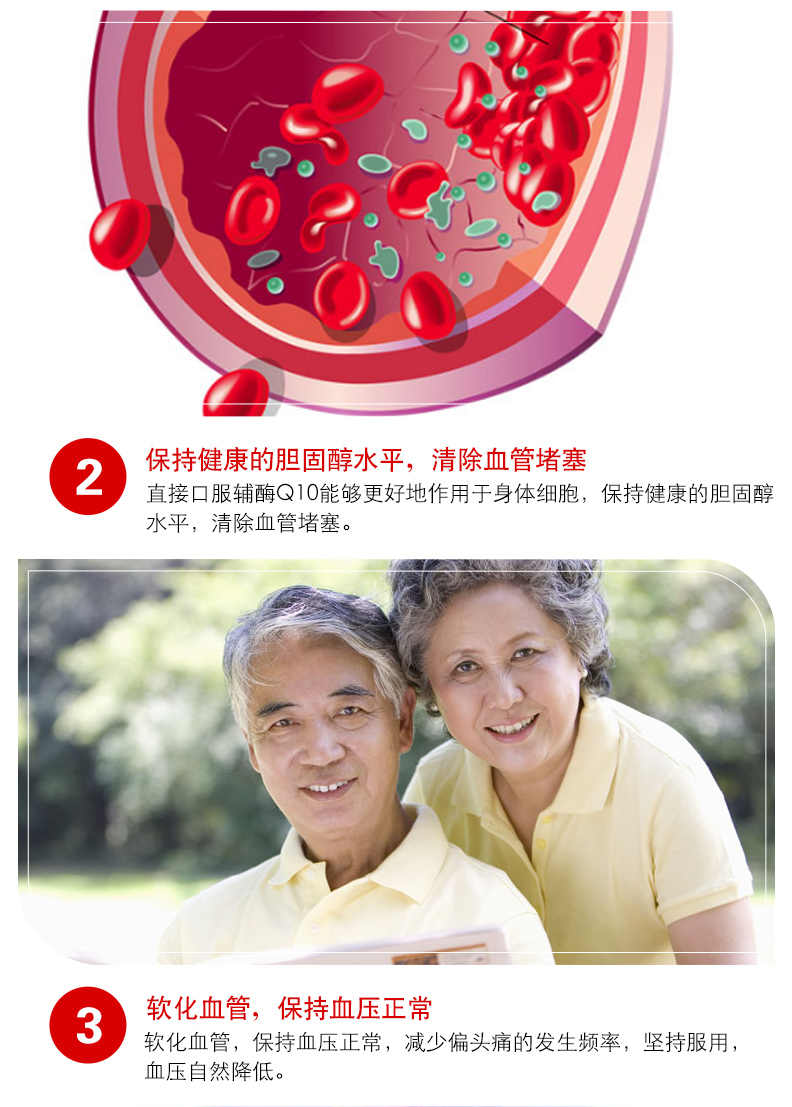 2
保持健康的胆固醇水平，清除血管堵塞
直接口服辅酶Q10能够更好地作用于身体细胞，保持健康的胆固醇
水平，清除血管堵塞。
3
软化血管，保持血压正常
软化血管，保持血压正常，减少偏头痛的发生频率，坚持服用，
血压自然降低。